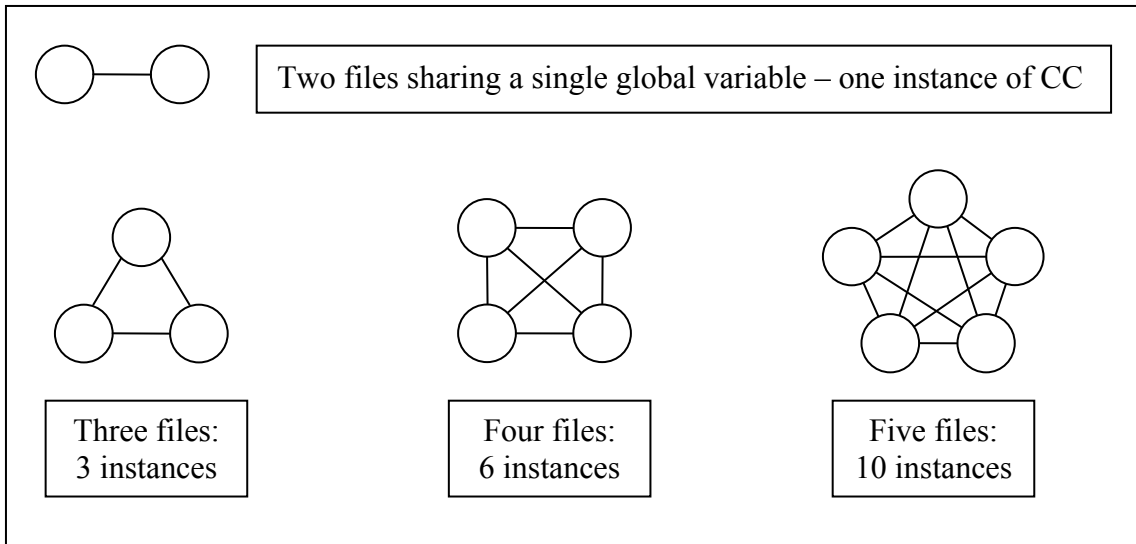 Two files sharing a single global variable – one instance of CC
Three files:
3 instances
Four files:
6 instances
Five files:
10 instances